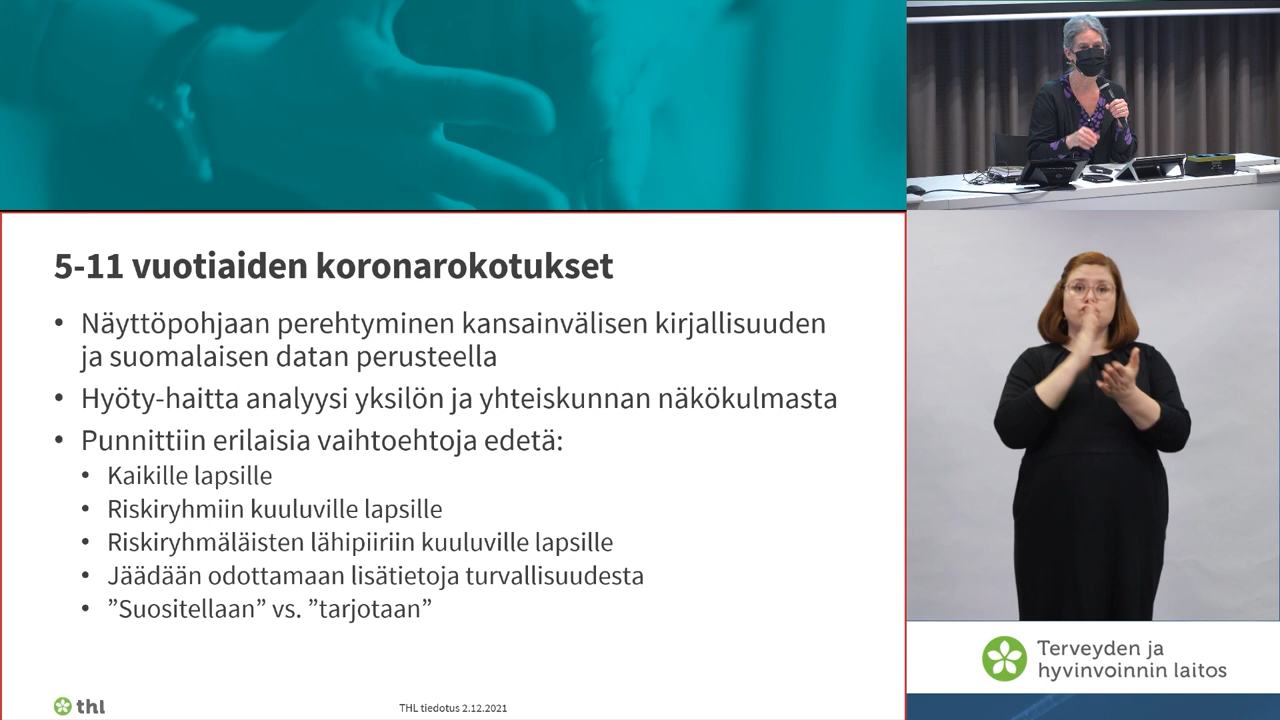 5-11 vuotiaiden koronarokotukset
• Näyttöpohjaan perehtyminen kansainvälisen kirjallisuuden
ja suomalaisen datan perusteella
• Hyöty-haitta analyysi yksilön ja yhteiskunnan näkökulmasta
• Punnittiin erilaisia vaihtoehtoja edetä:
• Kaikille lapsille
• Riskiryhmiin kuuluville lapsille
• Riskiryhmäläisten lähipiiriin kuuluville lapsille
• Jäädään odottamaan lisätietoja turvallisuudesta
• ”Suositellaan” vs. ”tarjotaan”
thl
THL tiedotus 2.12.2021
Terveyden ja
hyvinvoinnin laitos